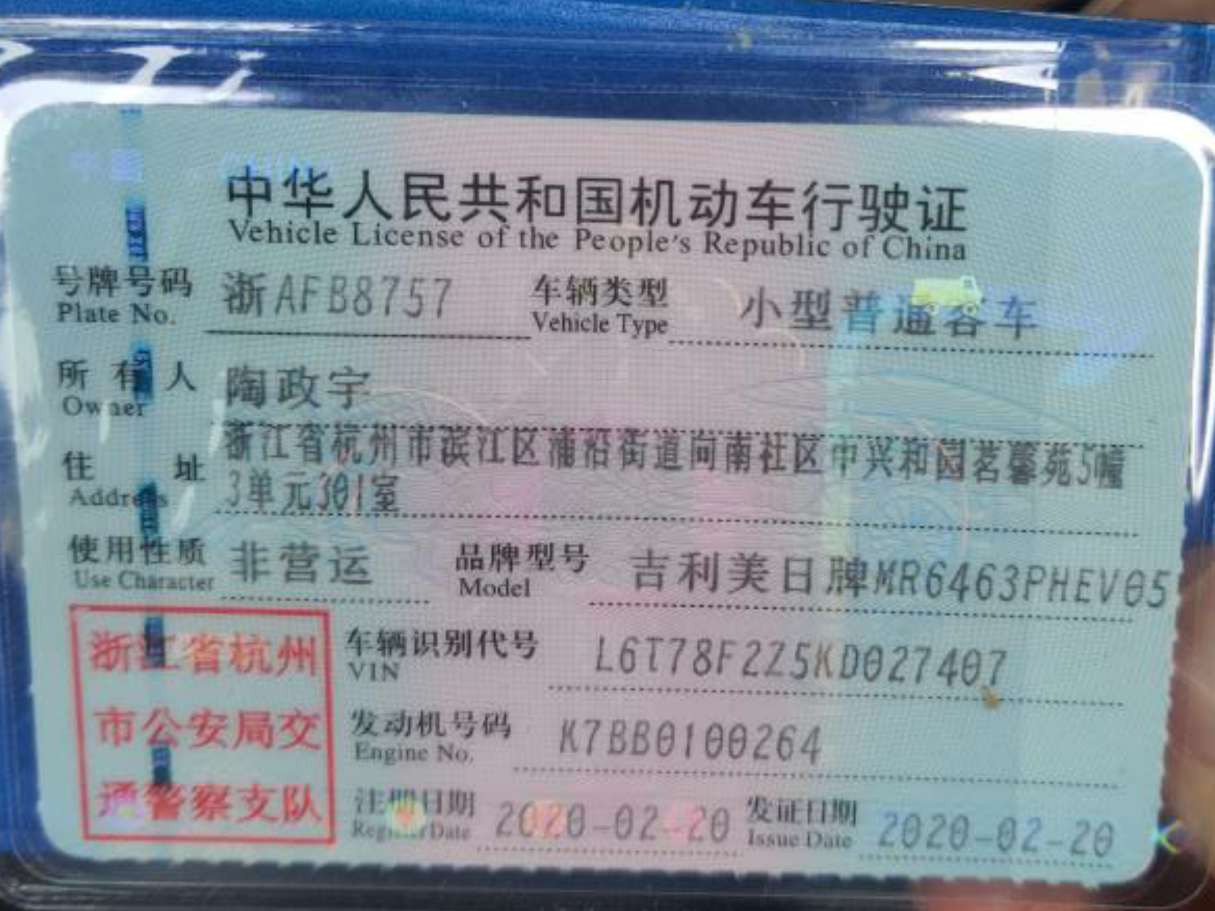 中华人民共和国机动车行驶证
Vehicle License of the People's Republic of China
号牌号码 浙AFB8757 车辆类型 小型普通客车
Plate No. Vehicle Type
所有人 陶政宇
Owner
浙江省杭州市滨江区浦沿街道向南社区中兴和园茗馨苑5幢
住址 3单元301室
Address
使用性质 非营运 品牌型号 吉利美日牌MR6463PHEV05
Use Character Model
浙江省杭州 车辆识别代号 L6T78F2Z5KD027407
VIN
市公安局交 发动机号码 K7BB0100264
Engine No.
通警察支队 注册日期 2020-02-20 发证日期 2020-02-20
Register Date Issue Date